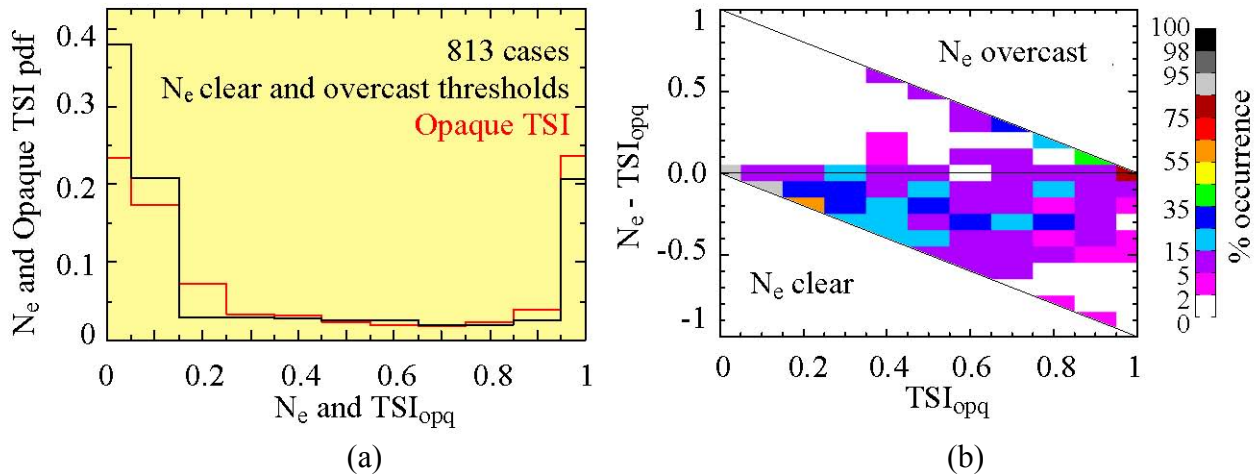 813 cases
Nₑ clear and overcast thresholds
Opaque TSI
Nₑ and Opaque TSI pdf
0.4
0.3
0.2
0.1
0
0 0.2 0.4 0.6 0.8 1
Nₑ and TSIopq
(a)
Nₑ overcast
Nₑ clear
Nₑ - TSIopq
1
0.5
0.0
-0.5
-1
0 0.2 0.4 0.6 0.8 1
TSIopq
(b)
100
98
95
75
55
35
15
5
2
0
% occurrence